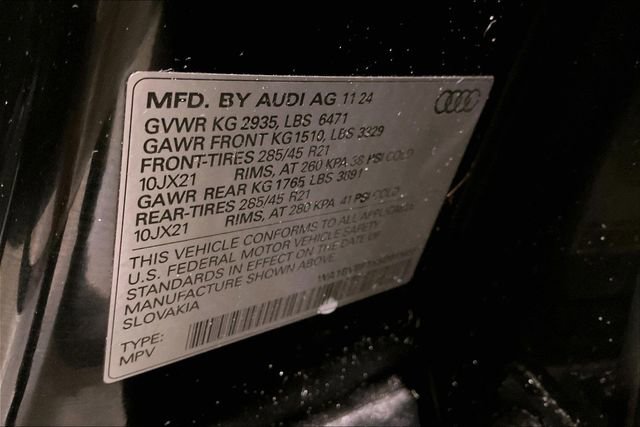 MFD. BY AUDI AG 11 24
GVWR KG 2935, LBS 6471
GAWR FRONT KG 1510, LBS 3329
FRONT-TIRES 285/45 R21
10JX21 RIMS, AT 260 KPA 38 PSI COLD
GAWR REAR KG 1765 LBS 3891
REAR-TIRES 285/45 R21
10JX21 RIMS, AT 280 KPA 41 PSI COLD
THIS VEHICLE CONFORMS TO ALL APPLICABLE
U.S. FEDERAL MOTOR VEHICLE SAFETY
STANDARDS IN EFFECT ON THE DATE OF
MANUFACTURE SHOWN ABOVE
SLOVAKIA
TYPE:
MPV